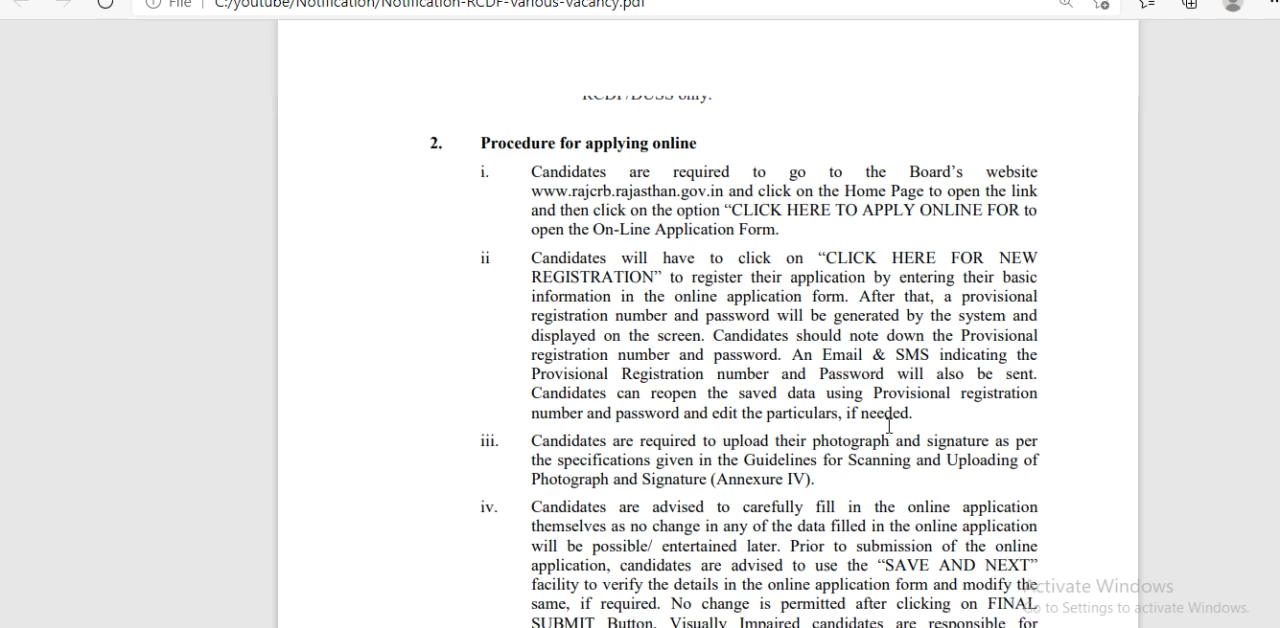 File | C:/youtube/Notification/Notification-RCDF-various-vacancy.pdf
RCDF/DCSS only.
2. Procedure for applying online
i. Candidates are required to go to the Board's website
www.rajcrb.rajasthan.gov.in and click on the Home Page to open the link
and then click on the option “CLICK HERE TO APPLY ONLINE FOR to
open the On-Line Application Form.
ii Candidates will have to click on “CLICK HERE FOR NEW
REGISTRATION” to register their application by entering their basic
information in the online application form. After that, a provisional
registration number and password will be generated by the system and
displayed on the screen. Candidates should note down the Provisional
registration number and password. An Email & SMS indicating the
Provisional Registration number and Password will also be sent.
Candidates can reopen the saved data using Provisional registration
number and password and edit the particulars, if needed.
iii. Candidates are required to upload their photograph and signature as per
the specifications given in the Guidelines for Scanning and Uploading of
Photograph and Signature (Annexure IV).
iv. Candidates are advised to carefully fill in the online application
themselves as no change in any of the data filled in the online application
will be possible/ entertained later. Prior to submission of the online
application, candidates are advised to use the “SAVE AND NEXT”
facility to verify the details in the online application form and modify the
same, if required. No change is permitted after clicking on FINAL
SUBMIT Button. Visually Impaired candidates are responsible for
Activate Windows
Go to Settings to activate Windows.